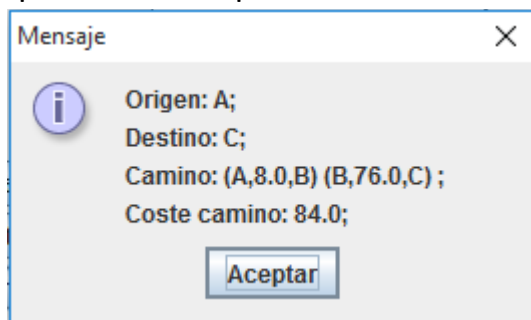 Mensaje
Origen: A;
Destino: C;
Camino: (A,8.0,B) (B,76.0,C) ;
Coste camino: 84.0;
Aceptar